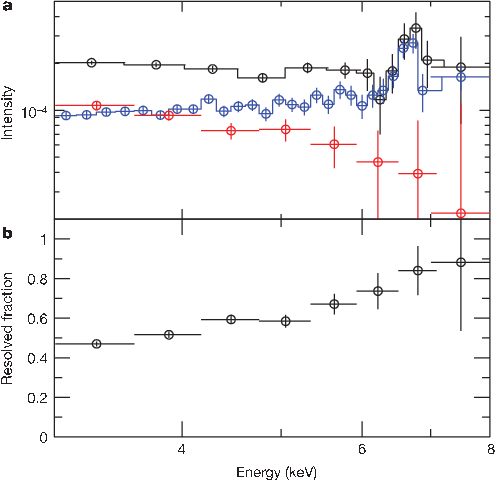 a
Intensity
10⁻⁴
b
Resolved fraction
1
0.8
0.6
0.4
0.2
0
4
6
8
Energy (keV)